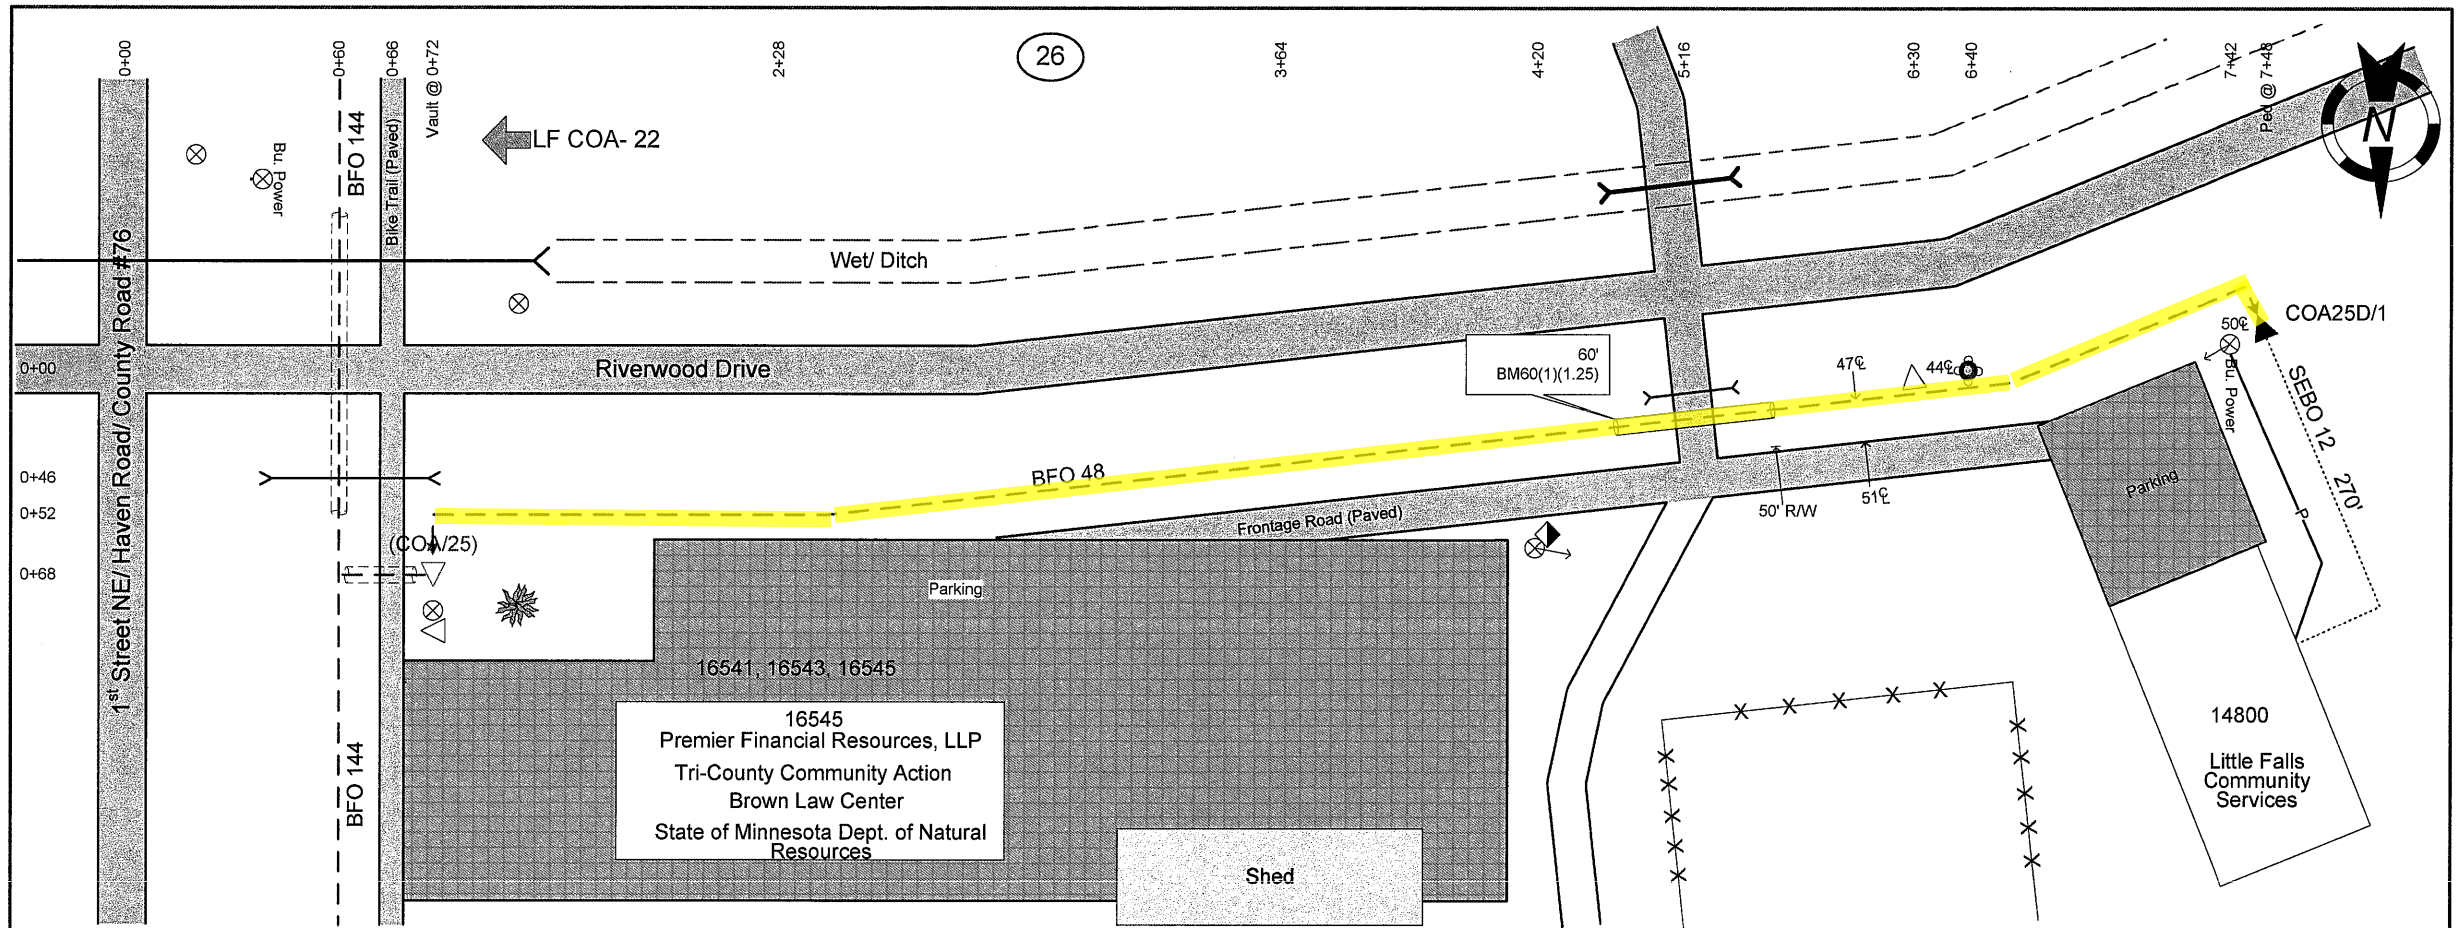 0+00
0+60
0+66
Vault @ 0+72
2+28
26
3+64
4+20
5+16
6+30
6+40
7+42
Ped @ 7+48
N
LF COA- 22
Bu. Power
BFO 144
Bike Trail (Paved)
1st Street NE/ Haven Road/ County Road #76
Wet/ Ditch
COA25D/1
0+00
Riverwood Drive
60'
BM60(1)(1.25)
47℄
44℄
50℄
Bu. Power
SEBO 12 270'
0+46
BFO 48
0+52
50' R/W
51℄
Parking
P
Frontage Road (Paved)
(COA/25)
0+68
Parking
16541, 16543, 16545
16545
Premier Financial Resources, LLP
Tri-County Community Action
Brown Law Center
State of Minnesota Dept. of Natural
Resources
BFO 144
14800
Little Falls
Community
Services
Shed